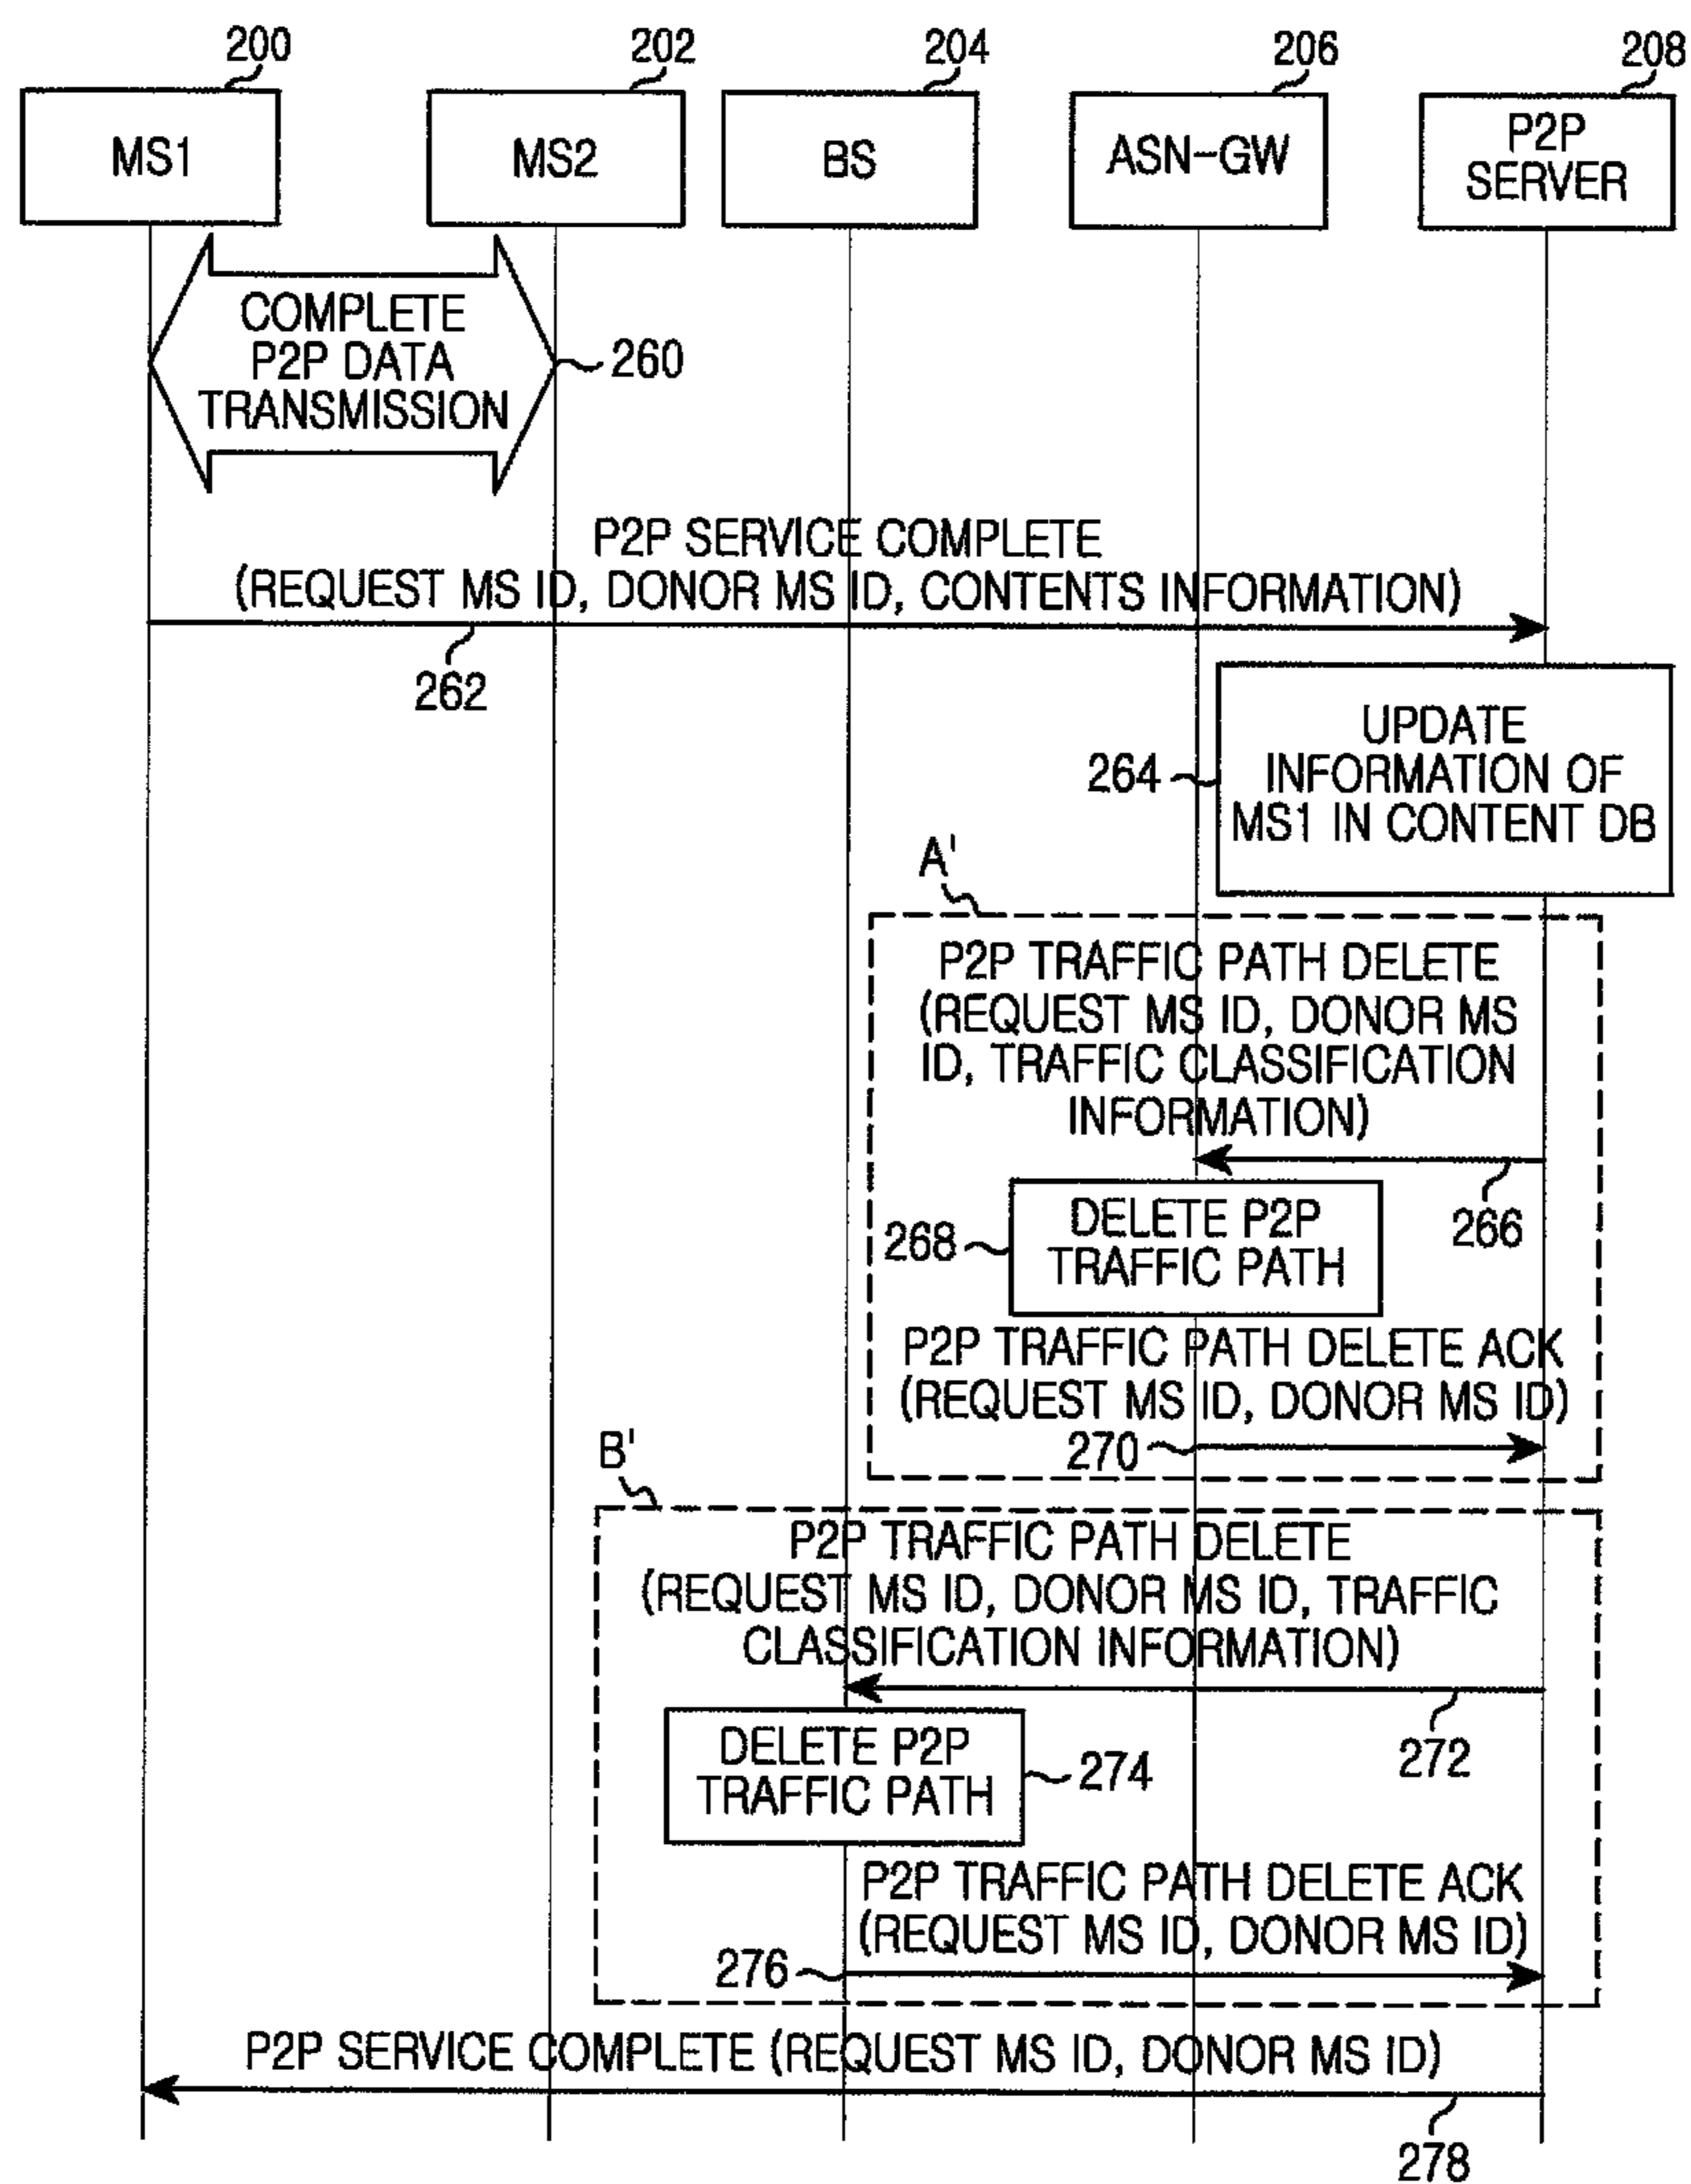 200
202
204
206
208
MS1
MS2
BS
ASN-GW
P2P
SERVER
COMPLETE
P2P DATA
TRANSMISSION
260
P2P SERVICE COMPLETE
(REQUEST MS ID, DONOR MS ID, CONTENTS INFORMATION)
262
UPDATE
INFORMATION OF
MS1 IN CONTENT DB
264
A'
P2P TRAFFIC PATH DELETE
(REQUEST MS ID, DONOR MS
ID, TRAFFIC CLASSIFICATION
INFORMATION)
266
268
DELETE P2P
TRAFFIC PATH
P2P TRAFFIC PATH DELETE ACK
(REQUEST MS ID, DONOR MS ID)
270
B'
P2P TRAFFIC PATH DELETE
(REQUEST MS ID, DONOR MS ID, TRAFFIC
CLASSIFICATION INFORMATION)
272
DELETE P2P
TRAFFIC PATH
274
P2P TRAFFIC PATH DELETE ACK
(REQUEST MS ID, DONOR MS ID)
276
P2P SERVICE COMPLETE (REQUEST MS ID, DONOR MS ID)
278